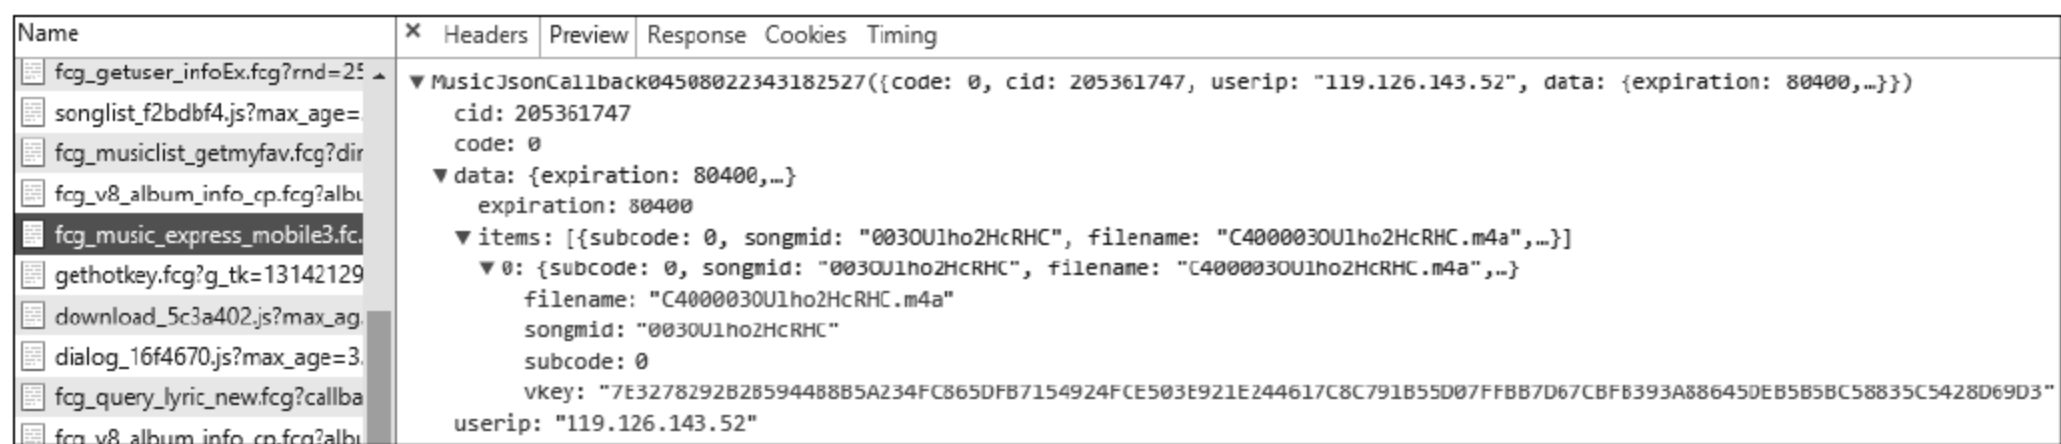 Name
fcg_getuser_infoEx.fcg?rnd=25
songlist_f2bdbf4.js?max_age=.
fcg_musiclist_getmyfav.fcg?dir
fcg_v8_album_info_cp.fcg?albu
fcg_music_express_mobile3.fc.
gethotkey.fcg?g_tk=13142129
download_5c3a402.js?max_ag.
dialog_16f4670.js?max_age=3.
fcg_query_lyric_new.fcg?callba
fcg_v8_album_info_cp.fcg?albu
× Headers Preview Response Cookies Timing
▼ MusicJsonCallback04508022343182527({code: 0, cid: 205361747, userip: "119.126.143.52", data: {expiration: 80400,…}})
cid: 205361747
code: 0
▼ data: {expiration: 80400,…}
expiration: 80400
▼ items: [{subcode: 0, songmid: "003OUlho2HcRHC", filename: "C400003OUlho2HcRHC.m4a",…}]
▼ 0: {subcode: 0, songmid: "003OUlho2HcRHC", filename: "C400003OUlho2HcRHC.m4a",…}
filename: "C400003OUlho2HcRHC.m4a"
songmid: "003OUlho2HcRHC"
subcode: 0
vkey: "7E3278292B2B594488B5A234FC865DFB7154924FCE503E921E244617C8C791B55D07FFBB7D67CBFB393A88645DEB5B5BC58835C5428D69D3"
userip: "119.126.143.52"